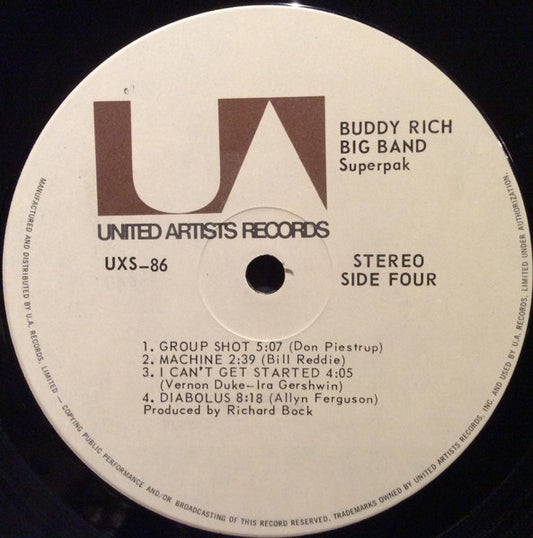 BUDDY RICH
BIG BAND
Superpak
UA
UNITED ARTISTS RECORDS
UXS-86
STEREO
SIDE FOUR
1. GROUP SHOT 5:07 (Don Piestrup)
2. MACHINE 2:39 (Bill Reddie)
3. I CAN'T GET STARTED 4:05
(Vernon Duke-Ira Gershwin)
4. DIABOLUS 8:18 (Allyn Ferguson)
Produced by Richard Bock
MANUFACTURED AND DISTRIBUTED BY U.A. RECORDS, LIMITED — COPYING PUBLIC PERFORMANCE AND/OR BROADCASTING OF THIS RECORD RESERVED. TRADEMARKS OWNED BY UNITED ARTISTS RECORDS, INC. AND USED BY U.A. RECORDS, LIMITED UNDER AUTHORIZATION.